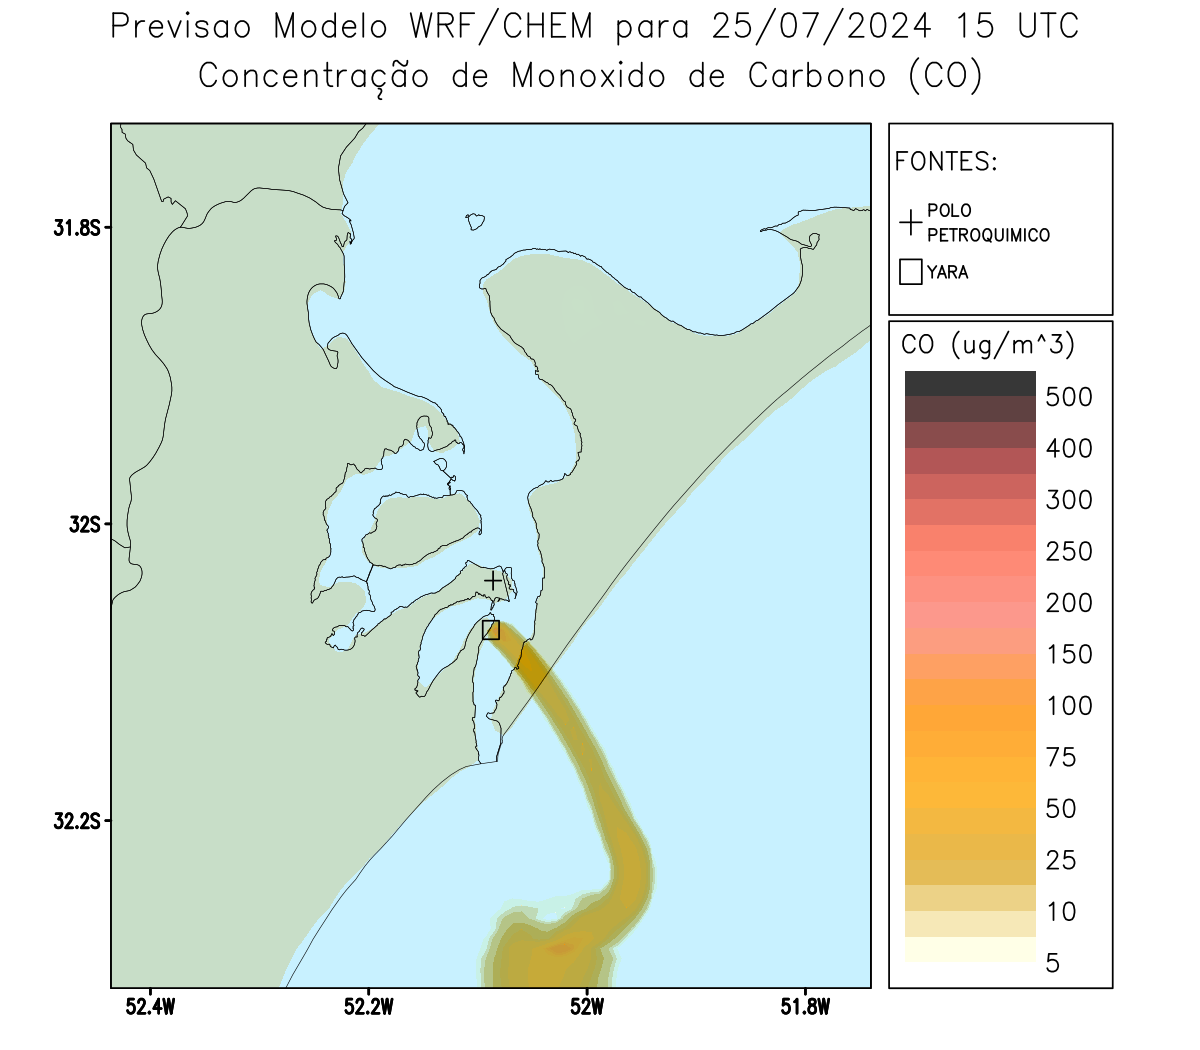 Previsao Modelo WRF/CHEM para 25/07/2024 15 UTC
Concentração de Monoxido de Carbono (CO)
FONTES:
POLO
PETROQUIMICO
YARA
CO (ug/m^3)
500
400
300
250
200
150
100
75
50
25
10
5
31.8S
32S
32.2S
52.4W
52.2W
52W
51.8W